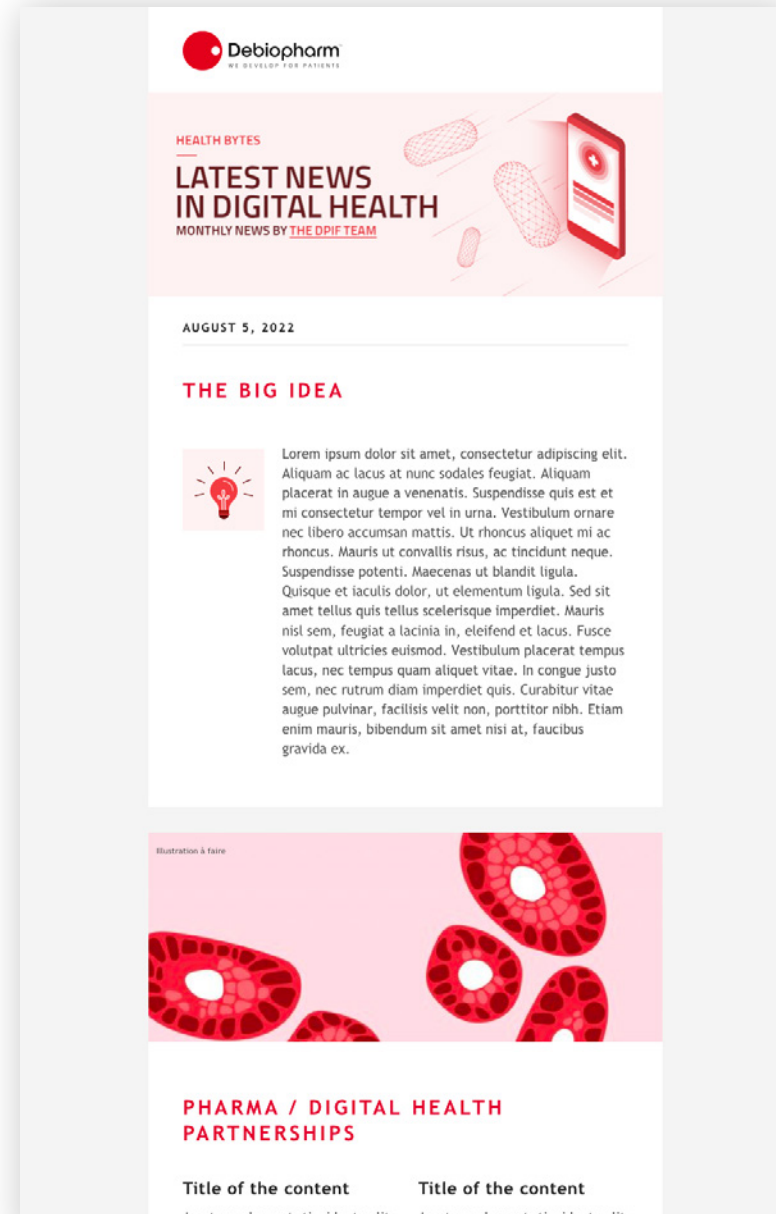 Debiopharm
WE DEVELOP FOR PATIENTS
HEALTH BYTES
LATEST NEWS
IN DIGITAL HEALTH
MONTHLY NEWS BY THE DPIF TEAM
AUGUST 5, 2022
THE BIG IDEA
Lorem ipsum dolor sit amet, consectetur adipiscing elit.
Aliquam ac lacus at nunc sodales feugiat. Aliquam
placerat in augue a venenatis. Suspendisse quis est et
mi consectetur tempor vel in urna. Vestibulum ornare
nec libero accumsan mattis. Ut rhoncus aliquet mi ac
rhoncus. Mauris ut convallis risus, ac tincidunt neque.
Suspendisse potenti. Maecenas ut blandit ligula.
Quisque et iaculis dolor, ut elementum ligula. Sed sit
amet tellus quis tellus scelerisque imperdiet. Mauris
nisl sem, feugiat a lacinia in, eleifend et lacus. Fusce
volutpat ultricies euismod. Vestibulum placerat tempus
lacus, nec tempus quam aliquet vitae. In congue justo
sem, nec rutrum diam imperdiet quis. Curabitur vitae
augue pulvinar, facilisis velit non, porttitor nibh. Etiam
enim mauris, bibendum sit amet nisi at, faucibus
gravida ex.
Illustration à faire
PHARMA / DIGITAL HEALTH
PARTNERSHIPS
Title of the content
Title of the content